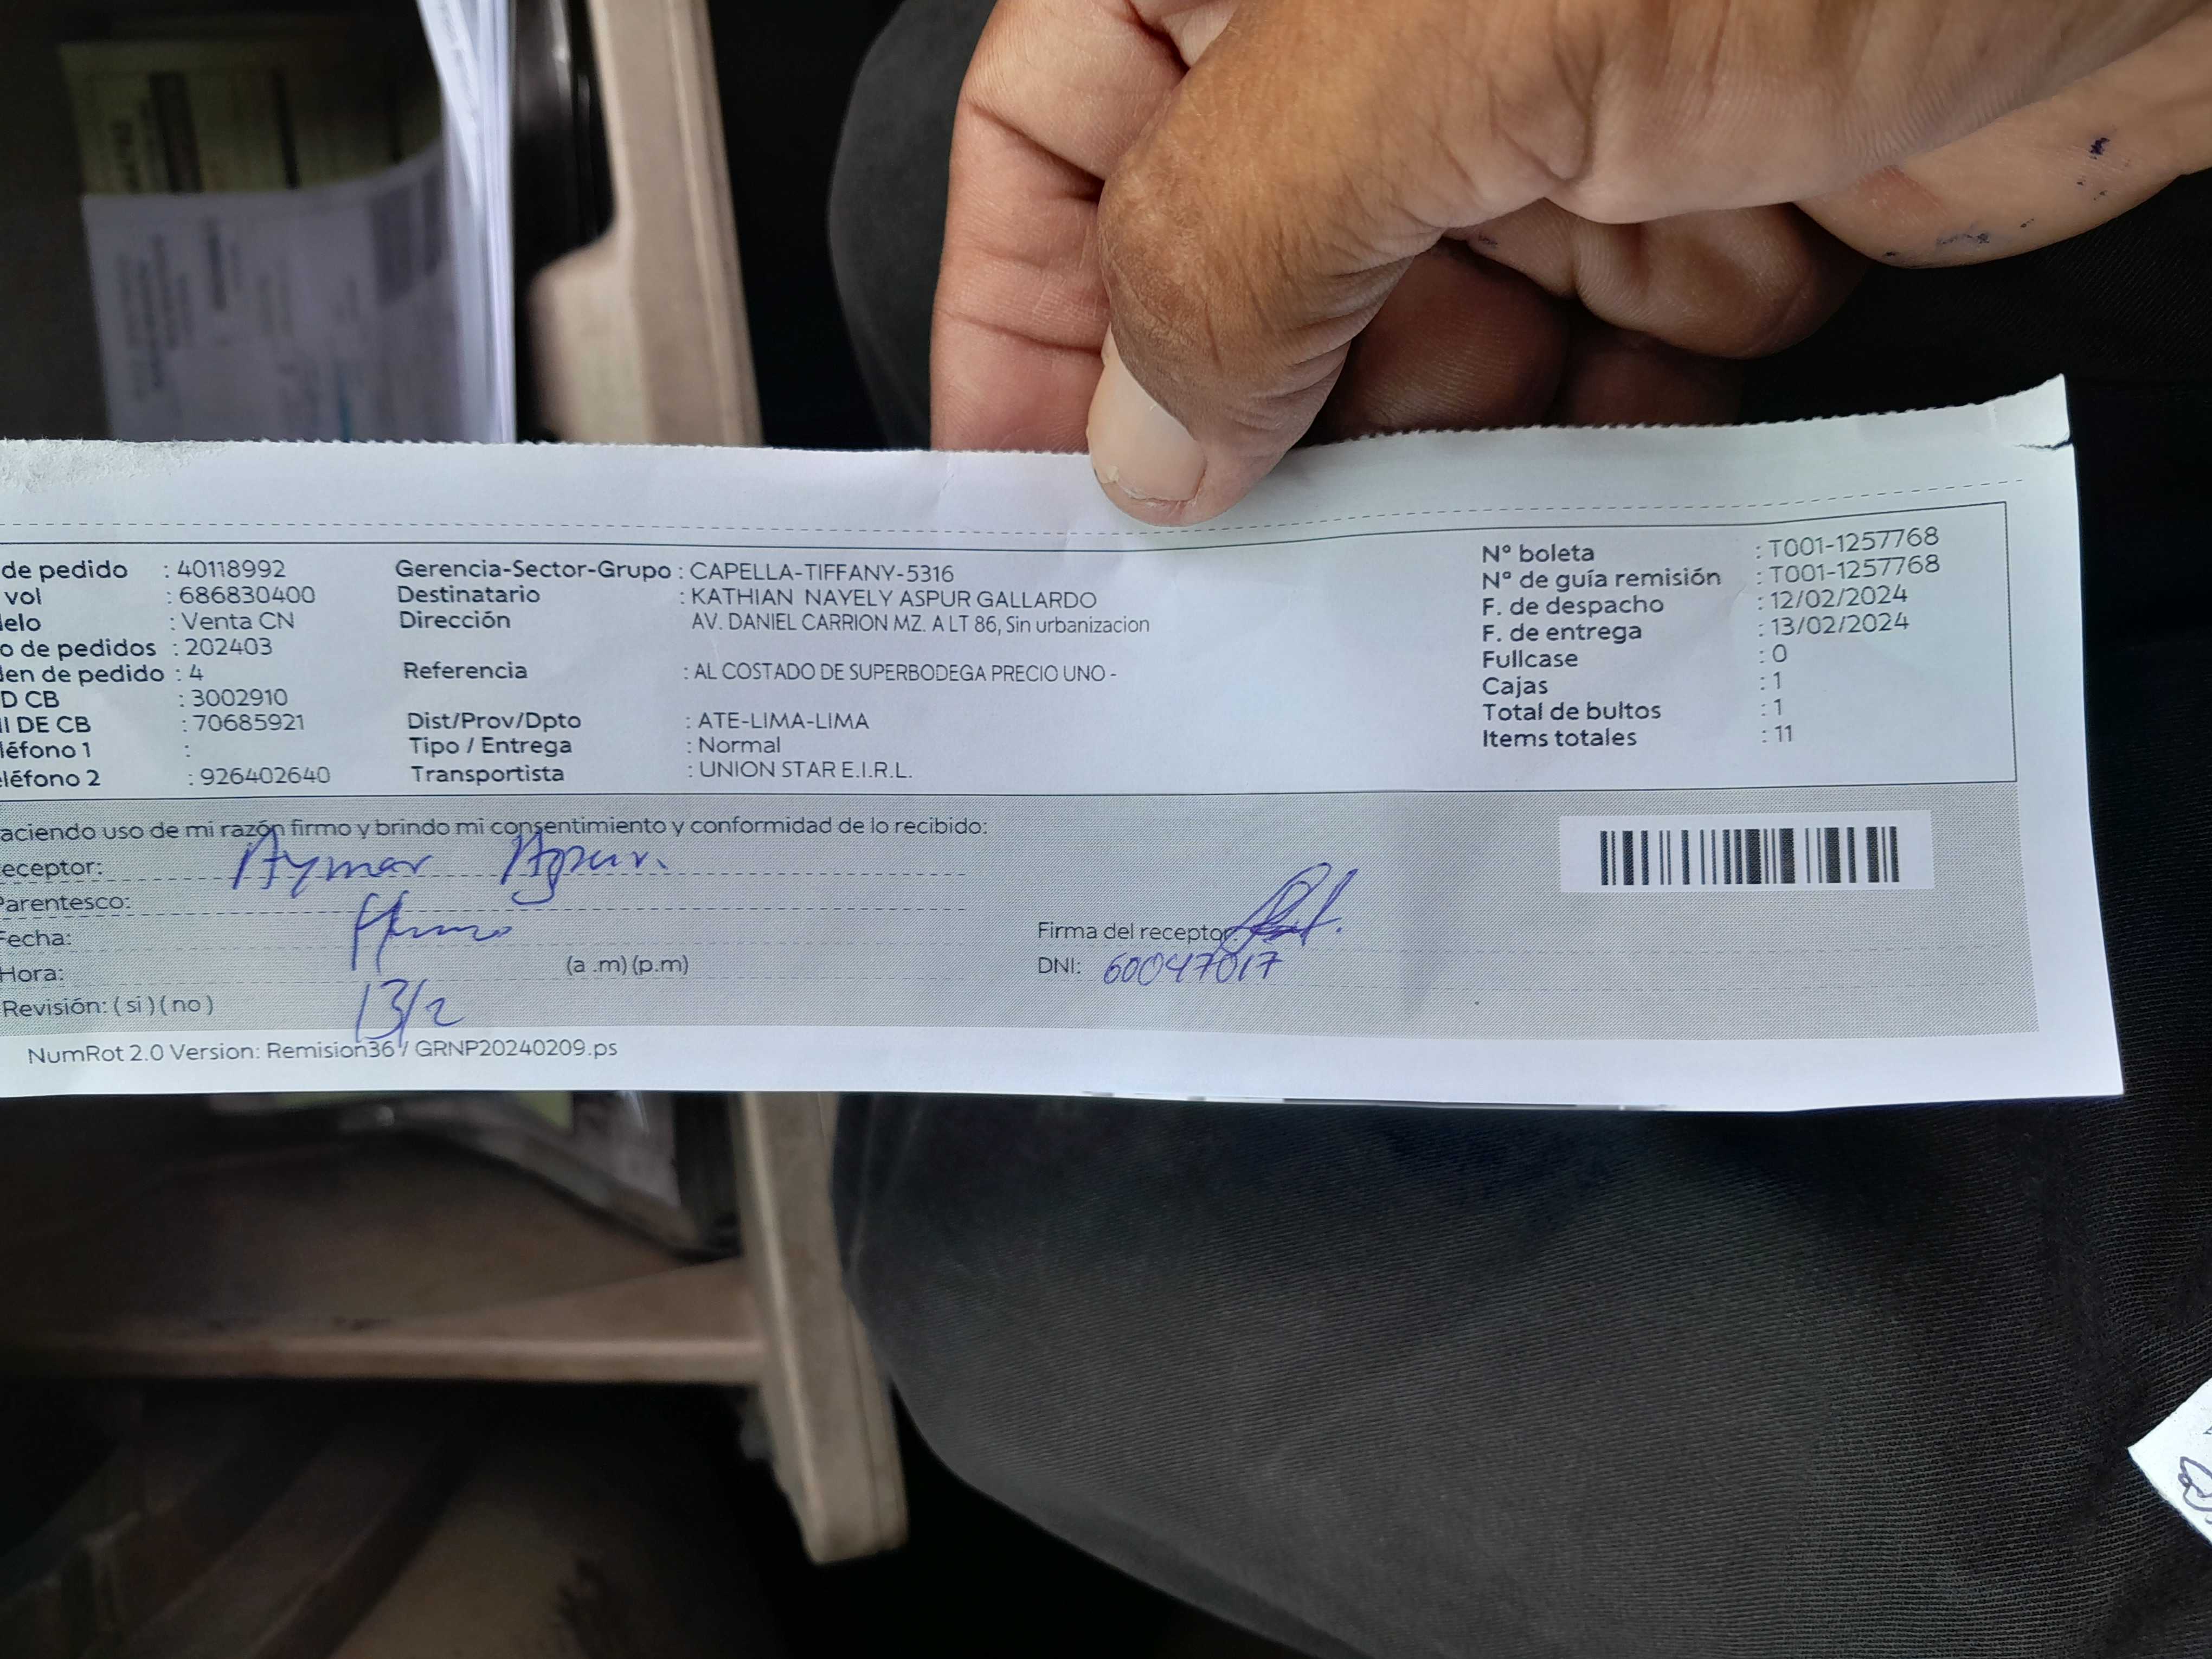 de pedido : 40118992
vol : 686830400
delo : Venta CN
o de pedidos : 202403
den de pedido : 4
D CB : 3002910
NI DE CB : 70685921
léfono 1 :
eléfono 2 : 926402640
Gerencia-Sector-Grupo : CAPELLA-TIFFANY-5316
Destinatario : KATHIAN NAYELY ASPUR GALLARDO
Dirección AV. DANIEL CARRION MZ. A LT 86, Sin urbanizacion
Referencia : AL COSTADO DE SUPERBODEGA PRECIO UNO -
Dist/Prov/Dpto : ATE-LIMA-LIMA
Tipo / Entrega : Normal
Transportista : UNION STAR E.I.R.L.
N° boleta : T001-1257768
N° de guía remisión : T001-1257768
F. de despacho : 12/02/2024
F. de entrega : 13/02/2024
Fullcase : 0
Cajas : 1
Total de bultos : 1
Items totales : 11
aciendo uso de mi razón firmo y brindo mi consentimiento y conformidad de lo recibido:
eceptor: Aymar Aspur.
Parentesco:
Fecha:
Hora: (a .m) (p.m)
13/2
Revisión: ( si ) ( no )
Firma del receptor:
DNI: 60047017
NumRot 2.0 Version: Remision36 / GRNP20240209.ps